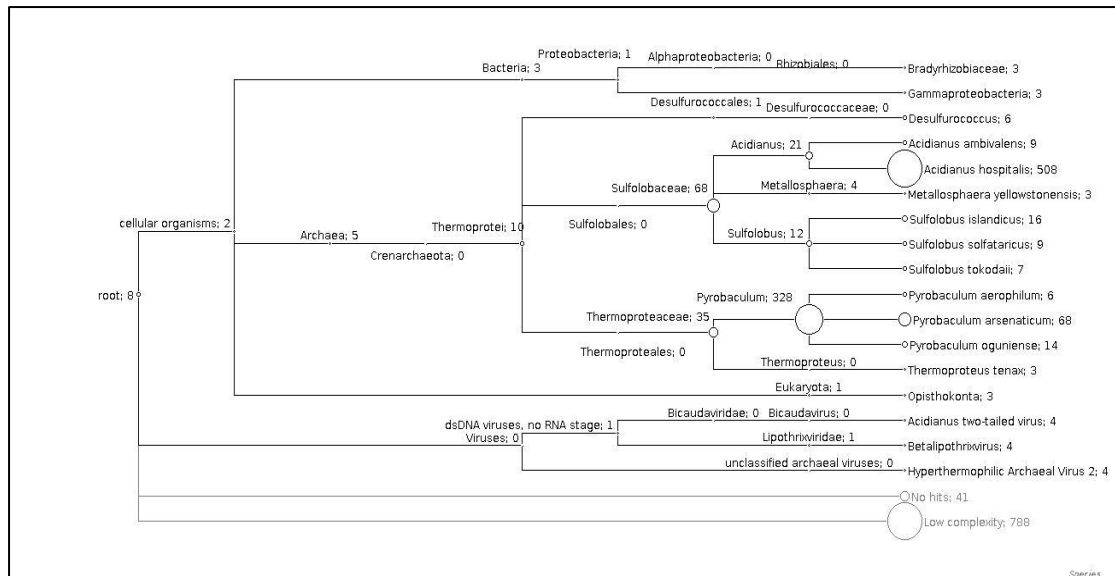 Proteobacteria; 1
Alphaproteobacteria; 0
Bacteria; 3
Rhizobiales; 0
Bradyrhizobiaceae; 3
Gammaproteobacteria; 3
Desulfurococcales; 1
Desulfurococcaceae; 0
Desulfurococcus; 6
Acidianus; 21
Acidianus ambivalens; 9
Acidianus hospitalis; 508
Sulfolobaceae; 68
Metallosphaera; 4
Metallosphaera yellowstonensis; 3
cellular organisms; 2
Archaea; 5
Thermoprotei; 10
Sulfolobales; 0
Sulfolobus; 12
Sulfolobus islandicus; 16
Sulfolobus solfataricus; 9
Crenarchaeota; 0
Sulfolobus tokodaii; 7
root; 8
Pyrobaculum; 328
Pyrobaculum aerophilum; 6
Thermoproteaceae; 35
Pyrobaculum arsenaticum; 68
Pyrobaculum oguniense; 14
Thermoproteales; 0
Thermoproteus; 0
Thermoproteus tenax; 3
Eukaryota; 1
Opisthokonta; 3
Bicaudaviridae; 0
Bicaudavirus; 0
Acidianus two-tailed virus; 4
dsDNA viruses, no RNA stage; 1
Viruses; 0
Lipothrixviridae; 1
Betalipothrixvirus; 4
unclassified archaeal viruses; 0
Hyperthermophilic Archaeal Virus 2; 4
No hits; 41
Low complexity; 788
Species